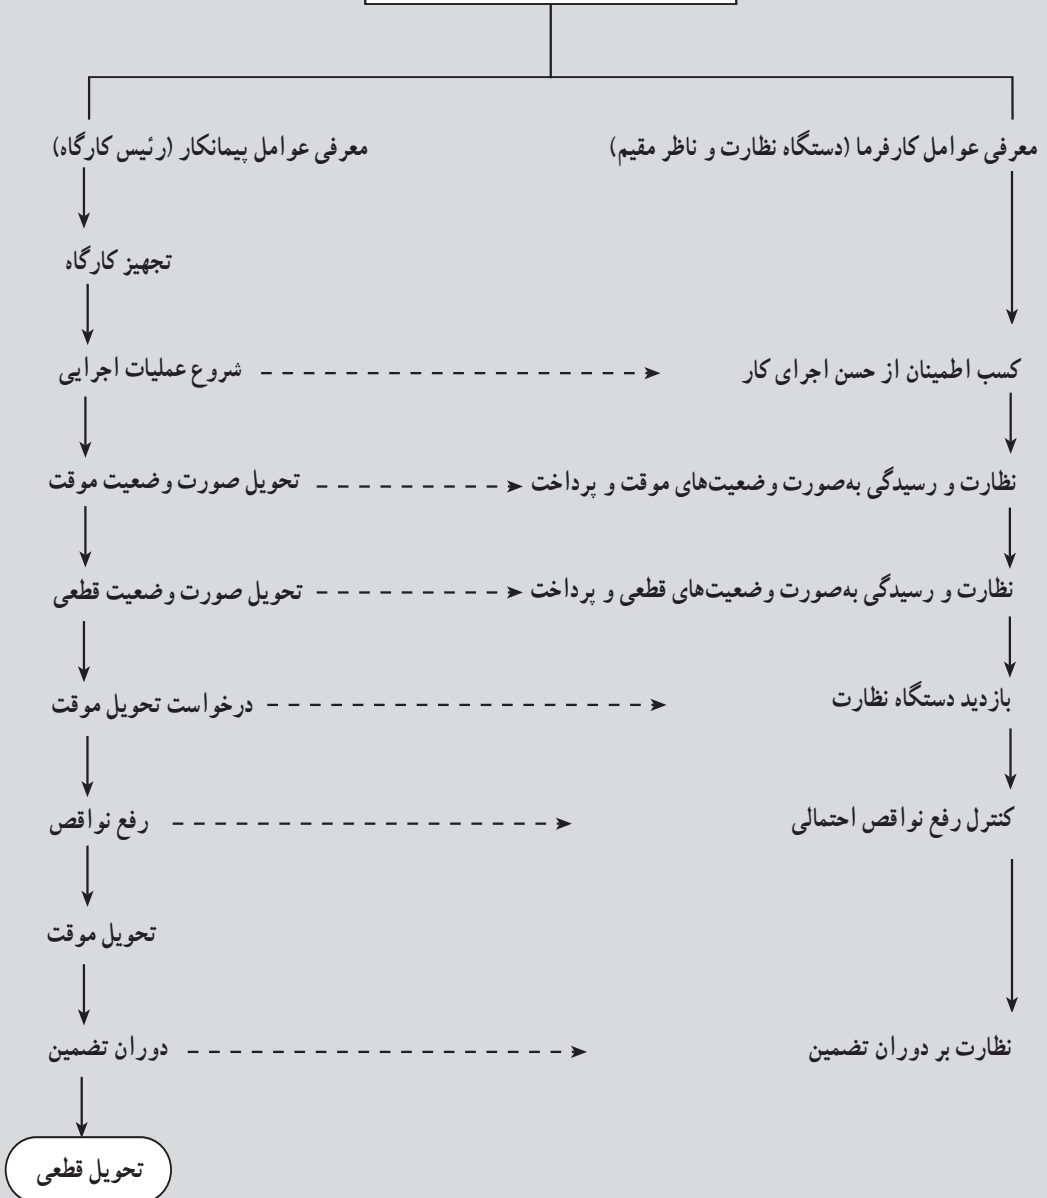 معرفی عوامل کارفرما (دستگاه نظارت و ناظر مقیم)
معرفی عوامل پیمانکار (رئیس کارگاه)
تجهیز کارگاه
کسب اطمینان از حسن اجرای کار
شروع عملیات اجرایی
نظارت و رسیدگی به‌صورت وضعیت‌های موقت و پرداخت
تحویل صورت وضعیت موقت
نظارت و رسیدگی به‌صورت وضعیت‌های قطعی و پرداخت
تحویل صورت وضعیت قطعی
بازدید دستگاه نظارت
درخواست تحویل موقت
کنترل رفع نواقص احتمالی
رفع نواقص
تحویل موقت
نظارت بر دوران تضمین
دوران تضمین
تحویل قطعی